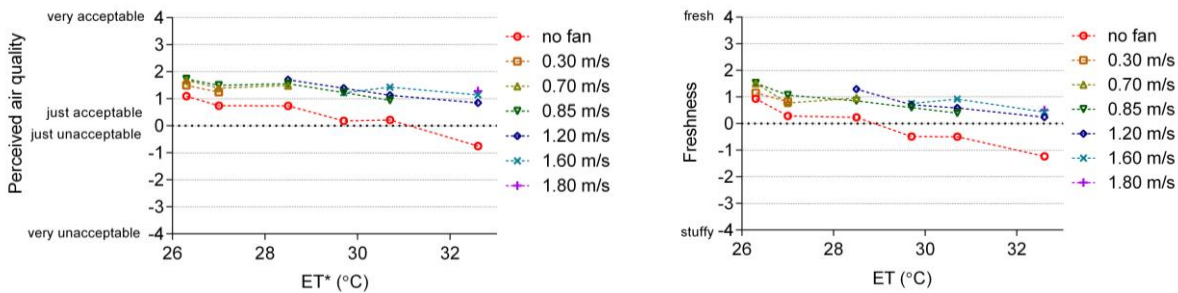 very acceptable
just acceptable
just unacceptable
very unacceptable
Perceived air quality
4
3
2
1
0
-1
-2
-3
-4
26 28 30 32
ET* (°C)
no fan
0.30 m/s
0.70 m/s
0.85 m/s
1.20 m/s
1.60 m/s
1.80 m/s
fresh
stuffy
Freshness
4
3
2
1
0
-1
-2
-3
-4
26 28 30 32
ET (°C)
no fan
0.30 m/s
0.70 m/s
0.85 m/s
1.20 m/s
1.60 m/s
1.80 m/s